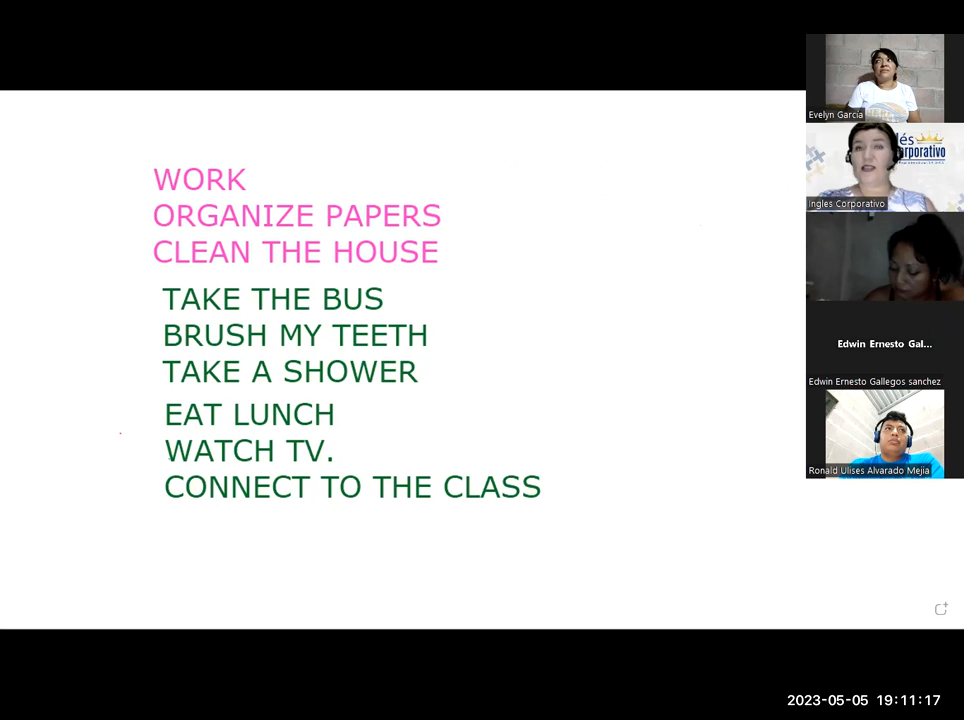 WORK
ORGANIZE PAPERS
CLEAN THE HOUSE
TAKE THE BUS
BRUSH MY TEETH
TAKE A SHOWER
EAT LUNCH
WATCH TV.
CONNECT TO THE CLASS
Evelyn García
lés
orporativo
Ingles Corporativo
Edwin Ernesto Gal...
Edwin Ernesto Gallegos sanchez
Ronald Ulises Alvarado Mejia
2023-05-05 19:11:17